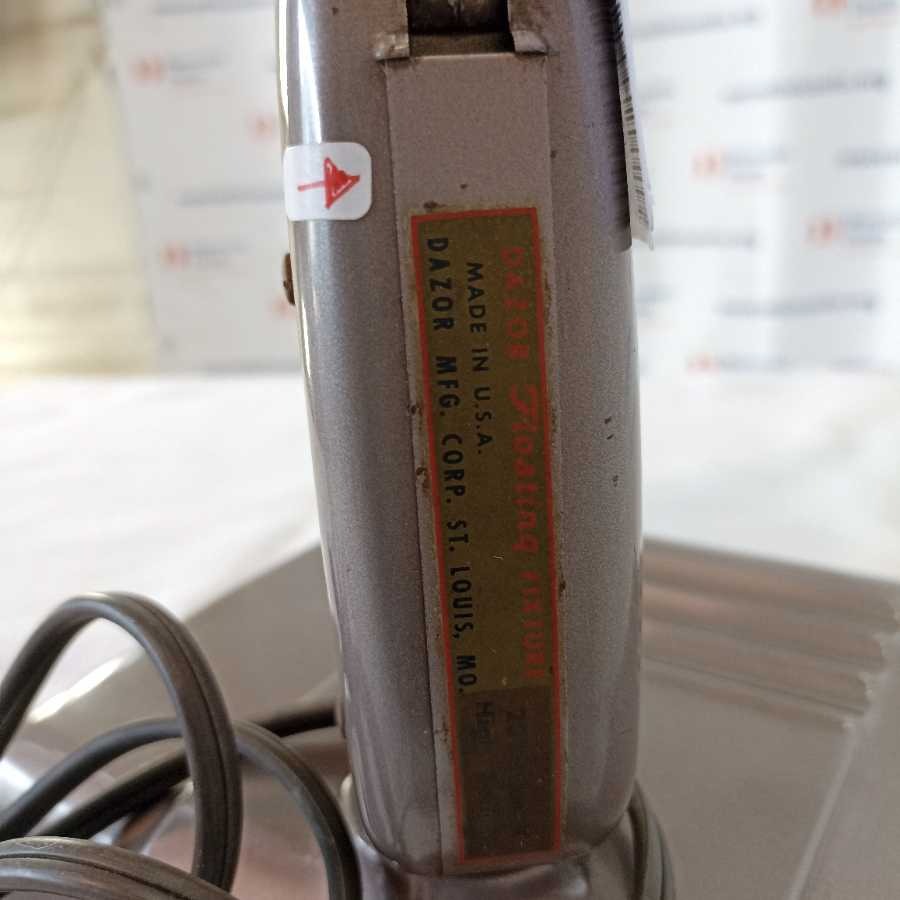 DAZOR Floating FIXTURE
MADE IN U.S.A.
DAZOR MFG. CORP. ST. LOUIS, MO.